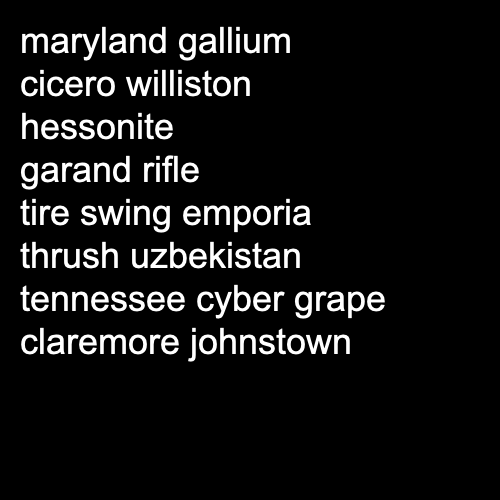 maryland gallium
cicero williston
hessonite
garand rifle
tire swing emporia
thrush uzbekistan
tennessee cyber grape
claremore johnstown